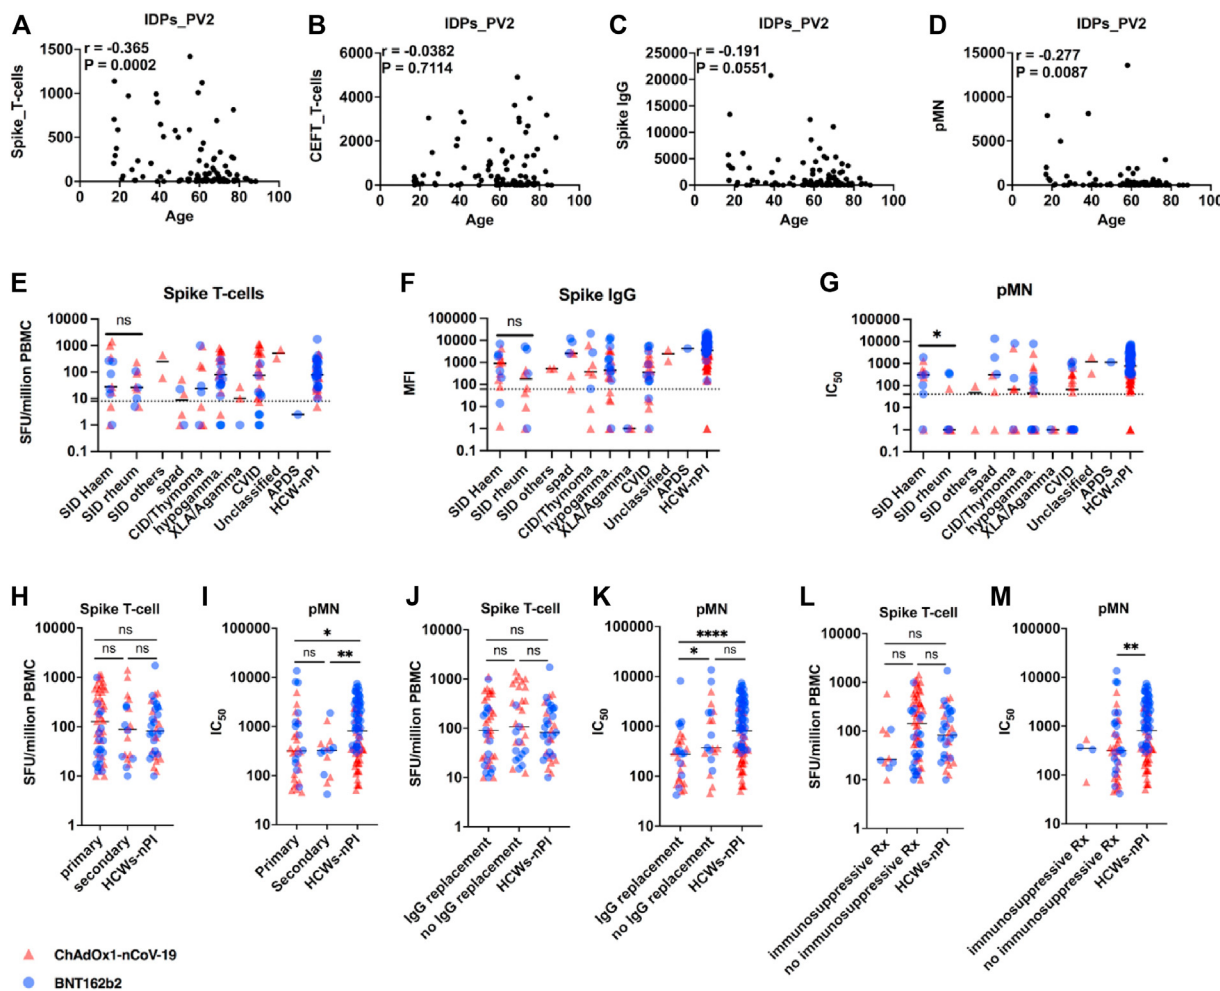 A
IDPs_PV2
r = -0.365
P = 0.0002
Spike_T-cells
1500
1000
500
0
0 20 40 60 80 100
Age
B
IDPs_PV2
r = -0.0382
P = 0.7114
CEFT_T-cells
6000
4000
2000
0
0 20 40 60 80 100
Age
C
IDPs_PV2
r = -0.191
P = 0.0551
Spike IgG
25000
20000
15000
10000
5000
0
0 20 40 60 80 100
Age
D
IDPs_PV2
r = -0.277
P = 0.0087
pMN
15000
10000
5000
0
0 20 40 60 80 100
Age
E
Spike T-cells
ns
SFU/million PBMC
10000
1000
100
10
1
0.1
SID Haem
SID rheum
SID others
spad
CID/Thymoma
hypogamma.
XLA/Agamma
CVID
Unclassified
APDS
HCW-nPI
F
Spike IgG
ns
MFI
100000
10000
1000
100
10
1
0.1
SID Haem
SID rheum
SID others
spad
CID/Thymoma
hypogamma.
XLA/Agamma
CVID
Unclassified
APDS
HCW-nPI
G
pMN
*
IC50
100000
10000
1000
100
10
1
0.1
SID Haem
SID rheum
SID others
spad
CID/Thymoma
hypogamma.
XLA/Agamma
CVID
Unclassified
APDS
HCW-nPI
H
Spike T-cell
ns
ns ns
SFU/million PBMC
10000
1000
100
10
1
primary
secondary
HCWs-nPI
I
pMN
*
ns **
IC50
100000
10000
1000
100
10
Primary
Secondary
HCWs-nPI
J
Spike T-cell
ns
ns ns
SFU/million PBMC
10000
1000
100
10
1
IgG replacement
no IgG replacement
HCWs-nPI
K
pMN
****
* ns
IC50
100000
10000
1000
100
10
IgG replacement
no IgG replacement
HCWs-nPI
L
Spike T-cell
ns
ns ns
SFU/million PBMC
10000
1000
100
10
1
immunosuppressive Rx
no immunosuppressive Rx
HCWs-nPI
M
pMN
**
IC50
100000
10000
1000
100
10
immunosuppressive Rx
no immunosuppressive Rx
HCWs-nPI
ChAdOx1-nCoV-19
BNT162b2